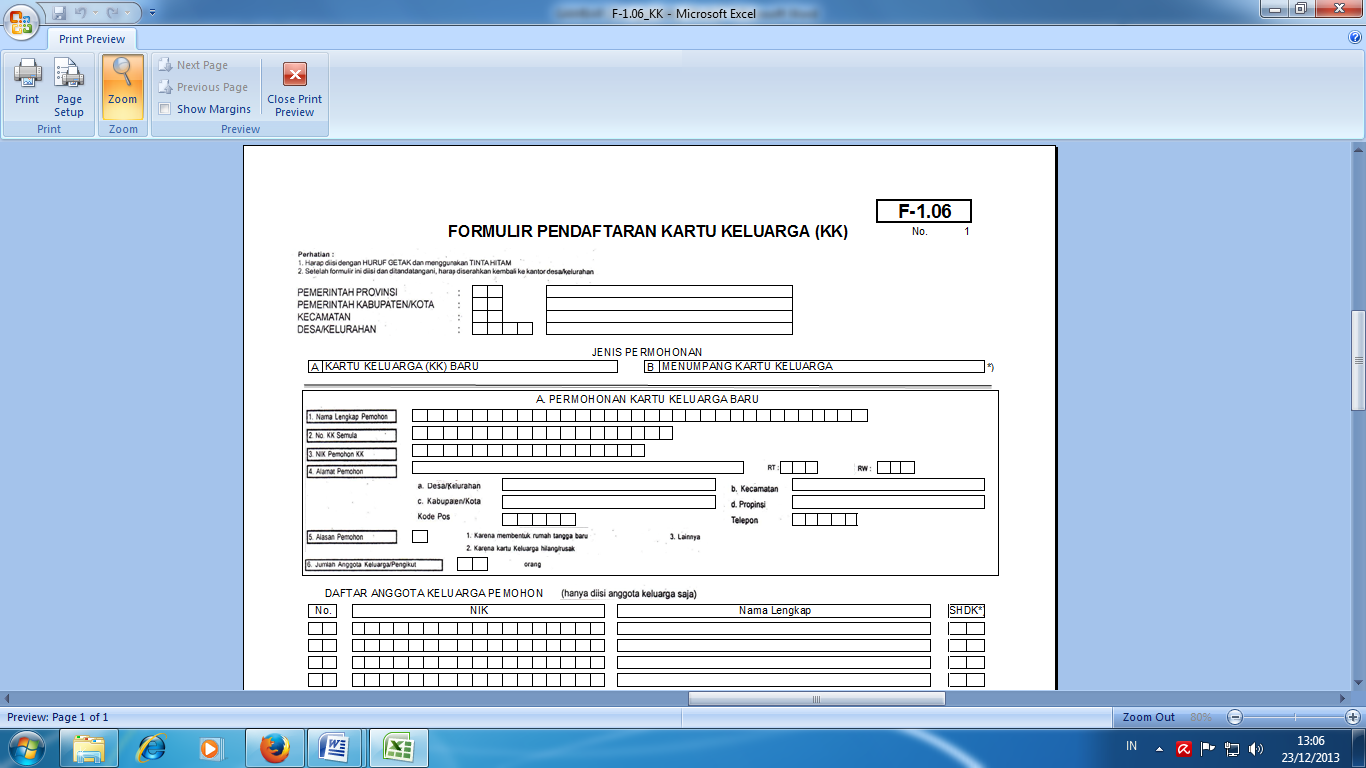 F-1.06_KK - Microsoft Excel
Print Preview
Print
Page Setup
Zoom
Next Page
Previous Page
Show Margins
Close Print Preview
Print
Zoom
Preview
F-1.06
FORMULIR PENDAFTARAN KARTU KELUARGA (KK)
No. 1
Perhatian :
1. Harap diisi dengan HURUF GETAK dan menggunakan TINTA HITAM
2. Setelah formulir ini diisi dan ditandatangani, harap diserahkan kembali ke kantor desa/kelurahan
PEMERINTAH PROVINSI :
PEMERINTAH KABUPATEN/KOTA :
KECAMATAN :
DESA/KELURAHAN :
JENIS PERMOHONAN
A KARTU KELUARGA (KK) BARU B MENUMPANG KARTU KELUARGA *)
A. PERMOHONAN KARTU KELUARGA BARU
1. Nama Lengkap Pemohon
2. No. KK Semula
3. NIK Pemohon KK
4. Alamat Pemohon RT : RW :
a. Desa/Kelurahan b. Kecamatan
c. Kabupaten/Kota d. Propinsi
Kode Pos Telepon
5. Alasan Pemohon 1. Karena membentuk rumah tangga baru 3. Lainnya
2. Karena kartu Keluarga hilang/rusak
6. Jumlah Anggota Keluarga/Pengikut orang
DAFTAR ANGGOTA KELUARGA PEMOHON (hanya diisi anggota keluarga saja)
No. NIK Nama Lengkap SHDK*)
Preview: Page 1 of 1
Zoom Out 80%
IN
13:06
23/12/2013